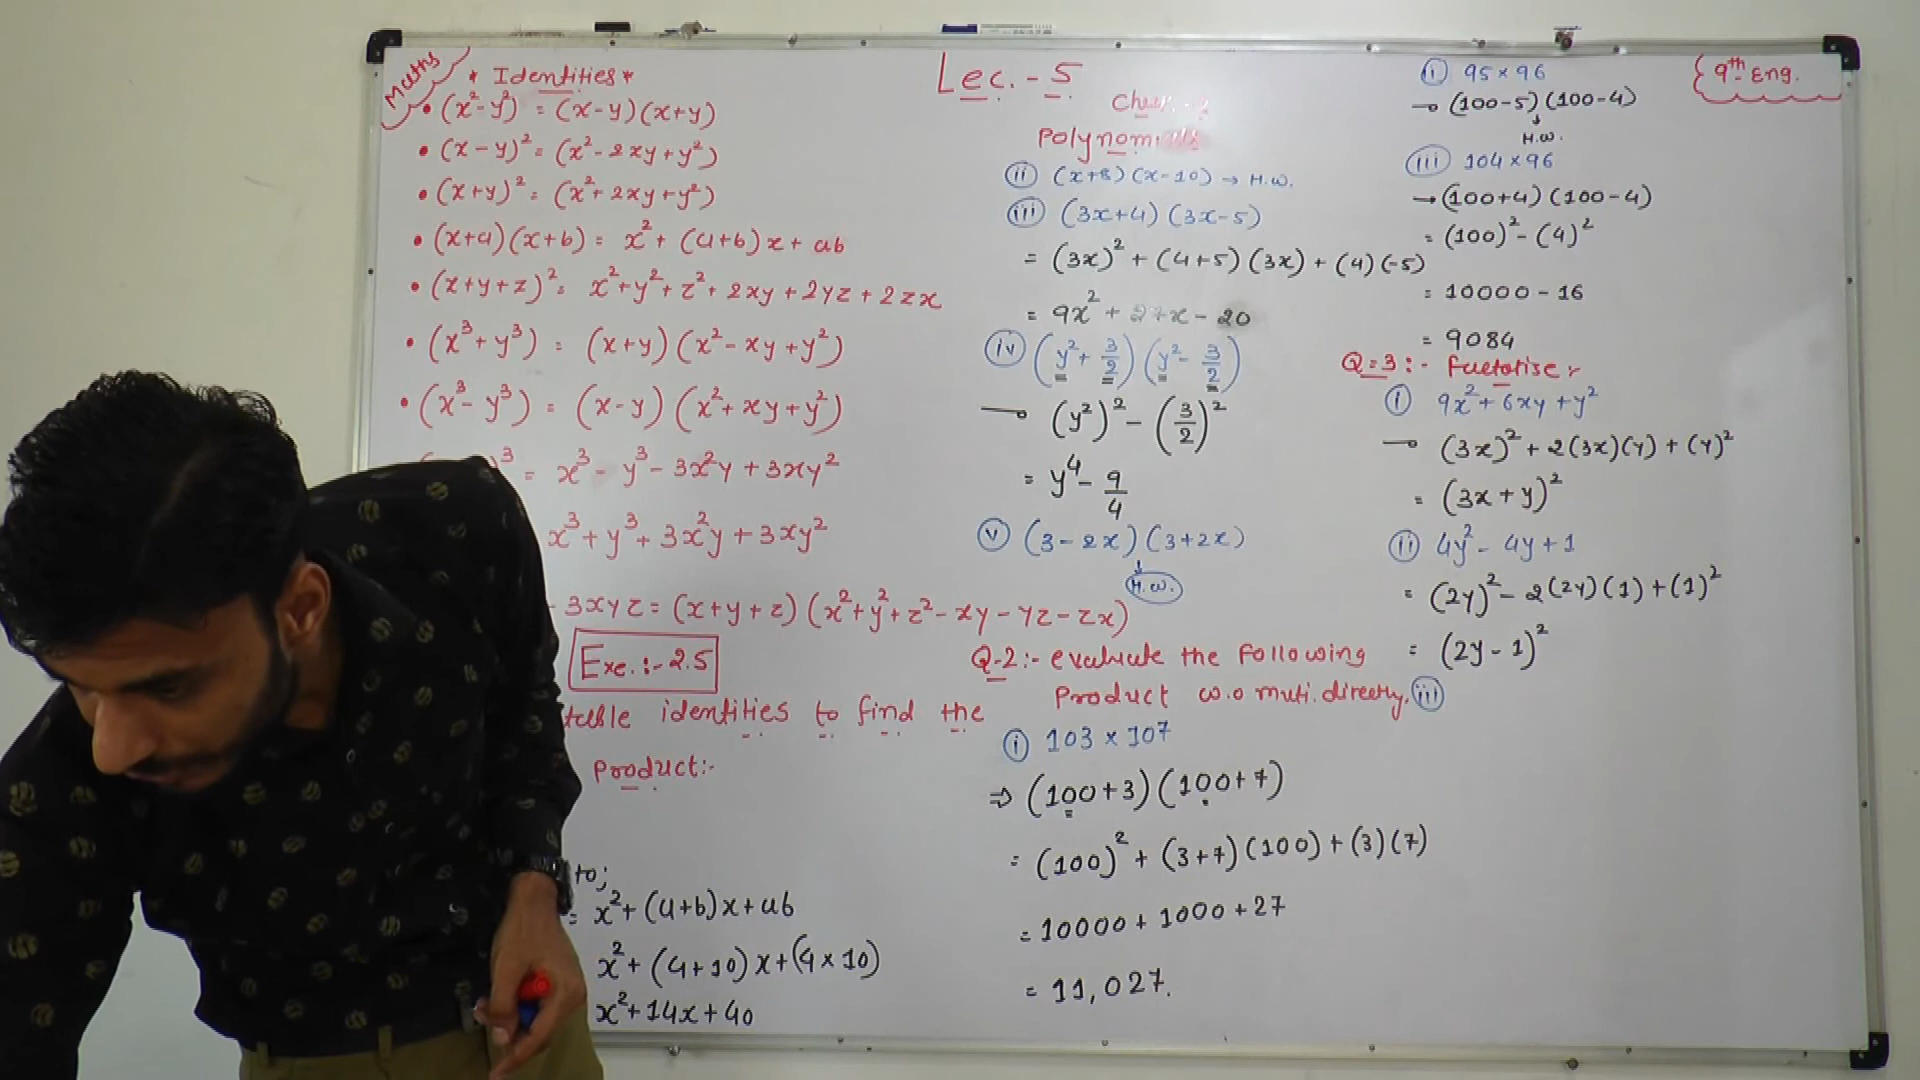 Maths
* Identities *
• (x²-y²) = (x-y)(x+y)
• (x-y)² = (x²-2xy+y²)
• (x+y)² = (x²+2xy+y²)
• (x+a)(x+b) = x²+(a+b)x+ab
• (x+y+z)² = x²+y²+z²+2xy+2yz+2zx
• (x³+y³) = (x+y)(x²-xy+y²)
• (x³-y³) = (x-y)(x²+xy+y²)
³ = x³-y³-3x²y+3xy²
x³+y³+3x²y+3xy²
- 3xyz = (x+y+z)(x²+y²+z²-xy-yz-zx)
Exe.:- 2.5
identities to find the
Product:-
to;
= x²+(a+b)x+ab
x²+(4+10)x+(4×10)
x²+14x+40
Lec.-5
Polynom
(ii) (x+8)(x-10) → H.W.
(iii) (3x+4)(3x-5)
= (3x)²+(4+5)(3x)+(4)(-5)
= 9x²+27x-20
(iv) (y²+3/2)(y²-3/2)
→ (y²)²-(3/2)²
= y⁴-9/4
(v) (3-2x)(3+2x)
↓
H.W.
Q-2:- evaluate the following
Product w.o muti.directly.
(i) 103×107
⇒ (100+3)(100+7)
= (100)²+(3+7)(100)+(3)(7)
= 10000+1000+27
= 11,027.
(i) 95×96
→ (100-5)(100-4)
↓
H.W.
(iii) 104×96
→ (100+4)(100-4)
= (100)²-(4)²
= 10000-16
= 9084
Q=3:- factorise,
(i) 9x²+6xy+y²
→ (3x)²+2(3x)(y)+(y)²
= (3x+y)²
(ii) 4y²-4y+1
= (2y)²-2(2y)(1)+(1)²
= (2y-1)²
(iii)
9th Eng.